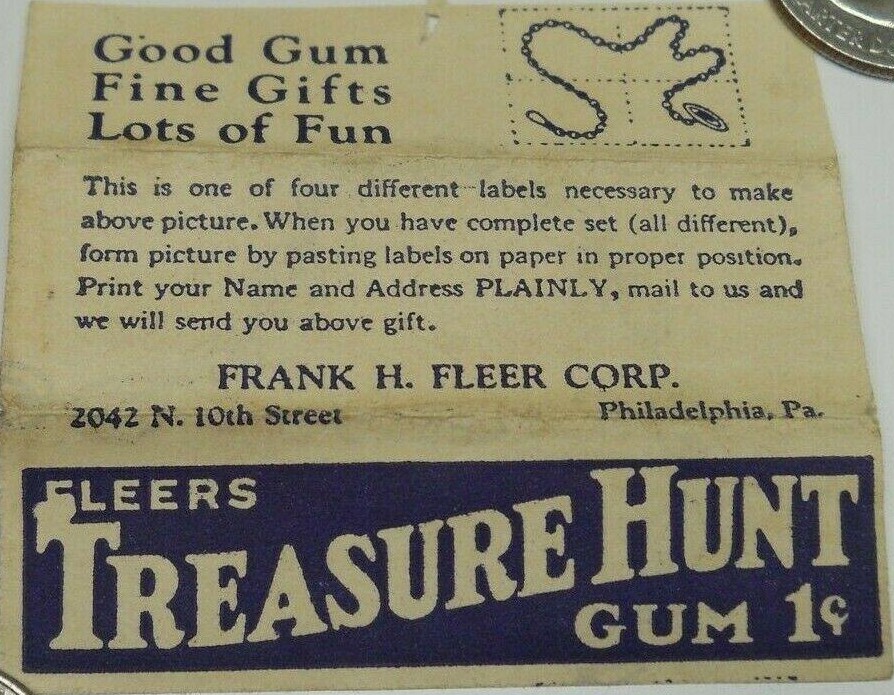 Good Gum
Fine Gifts
Lots of Fun
This is one of four different labels necessary to make
above picture. When you have complete set (all different),
form picture by pasting labels on paper in proper position.
Print your Name and Address PLAINLY, mail to us and
we will send you above gift.
FRANK H. FLEER CORP.
2042 N. 10th Street Philadelphia, Pa.
FLEERS
TREASURE HUNT
GUM 1¢